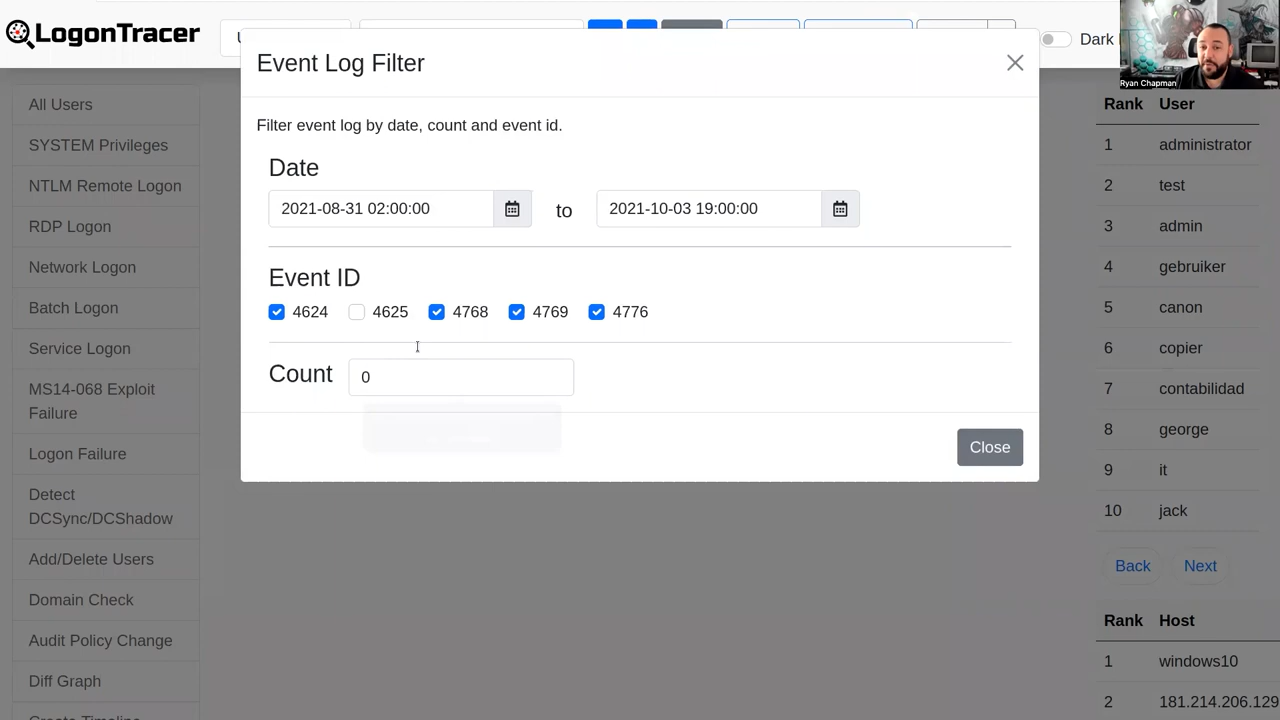 LogonTracer
Dark
Ryan Chapman
Event Log Filter
Filter event log by date, count and event id.
Date
2021-08-31 02:00:00
to
2021-10-03 19:00:00
Event ID
4624
4625
4768
4769
4776
Count
0
Close
All Users
SYSTEM Privileges
NTLM Remote Logon
RDP Logon
Network Logon
Batch Logon
Service Logon
MS14-068 Exploit
Failure
Logon Failure
Detect
DCSync/DCShadow
Add/Delete Users
Domain Check
Audit Policy Change
Diff Graph
Create Timeline
Rank User
1 administrator
2 test
3 admin
4 gebruiker
5 canon
6 copier
7 contabilidad
8 george
9 it
10 jack
Back
Next
Rank Host
1 windows10
2 181.214.206.129